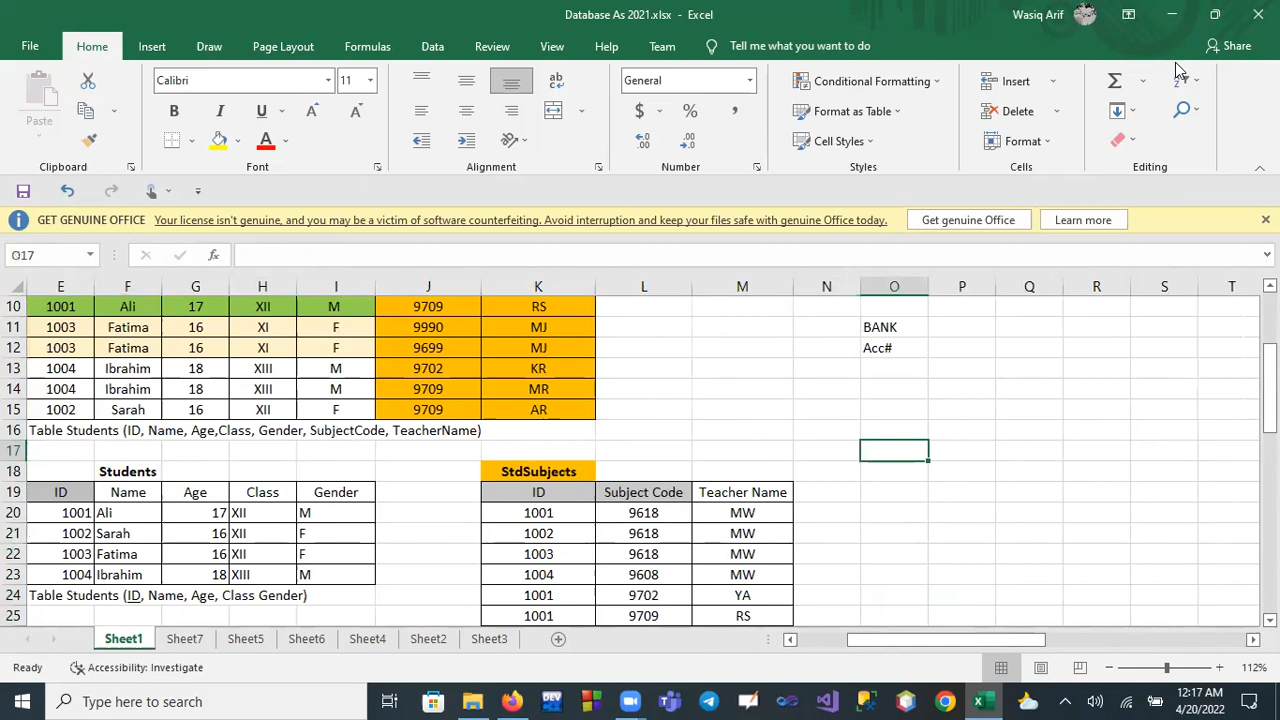 Database As 2021.xlsx - Excel
Wasiq Arif
File Home Insert Draw Page Layout Formulas Data Review View Help Team Tell me what you want to do Share
Paste
Calibri 11
B I U A A A
ab
General
$ % ,
Conditional Formatting
Format as Table
Cell Styles
Insert
Delete
Format
Clipboard Font Alignment Number Styles Cells Editing
GET GENUINE OFFICE Your license isn't genuine, and you may be a victim of software counterfeiting. Avoid interruption and keep your files safe with genuine Office today. Get genuine Office Learn more
O17 fx
E F G H I J K L M N O P Q R S T
10 1001 Ali 17 XII M 9709 RS
11 1003 Fatima 16 XI F 9990 MJ BANK
12 1003 Fatima 16 XI F 9699 MJ Acc#
13 1004 Ibrahim 18 XIII M 9702 KR
14 1004 Ibrahim 18 XIII M 9709 MR
15 1002 Sarah 16 XII F 9709 AR
16 Table Students (ID, Name, Age,Class, Gender, SubjectCode, TeacherName)
17
18 Students StdSubjects
19 ID Name Age Class Gender ID Subject Code Teacher Name
20 1001 Ali 17 XII M 1001 9618 MW
21 1002 Sarah 16 XII F 1002 9618 MW
22 1003 Fatima 16 XII F 1003 9618 MW
23 1004 Ibrahim 18 XIII M 1004 9608 MW
24 Table Students (ID, Name, Age, Class Gender) 1001 9702 YA
25 1001 9709 RS
Sheet1 Sheet7 Sheet5 Sheet6 Sheet4 Sheet2 Sheet3
Ready Accessibility: Investigate 112%
Type here to search
DEV
12:17 AM
4/20/2022